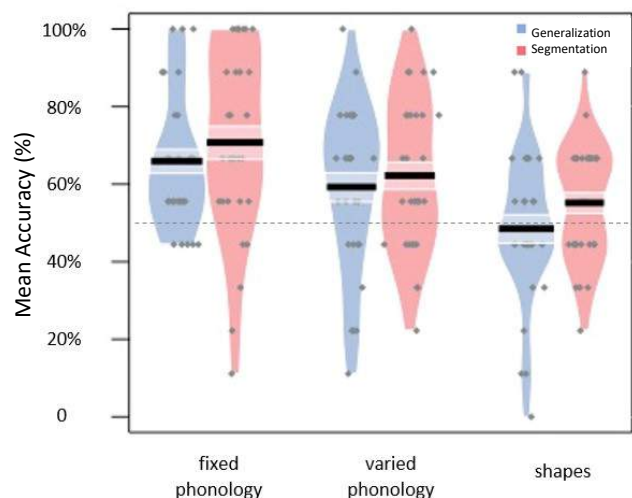 100%
80%
60%
40%
20%
0
Mean Accuracy (%)
Generalization
Segmentation
fixed
phonology
varied
phonology
shapes